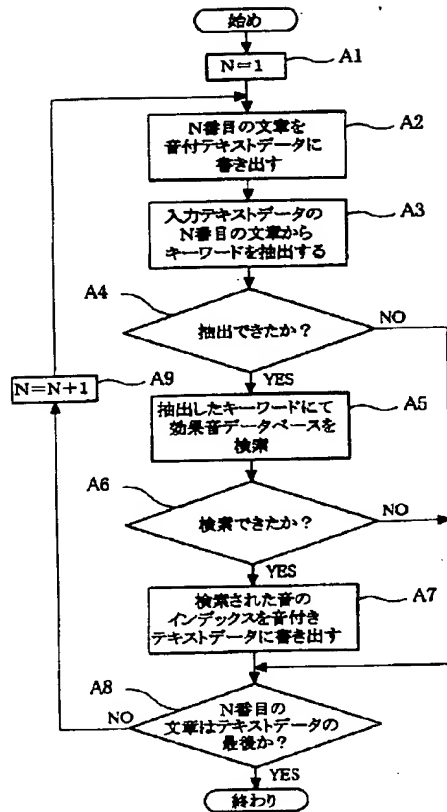 始め
N=1
A1
N番目の文章を
音付テキストデータに
書き出す
A2
入力テキストデータの
N番目の文章から
キーワードを抽出する
A3
A4
抽出できたか?
NO
YES
N=N+1
A9
抽出したキーワードにて
効果音データベースを
検索
A5
A6
検索できたか?
NO
YES
検索された音の
インデックスを音付き
テキストデータに書き出す
A7
A8
N番目の
文章はテキストデータの
最後か?
NO
YES
終わり